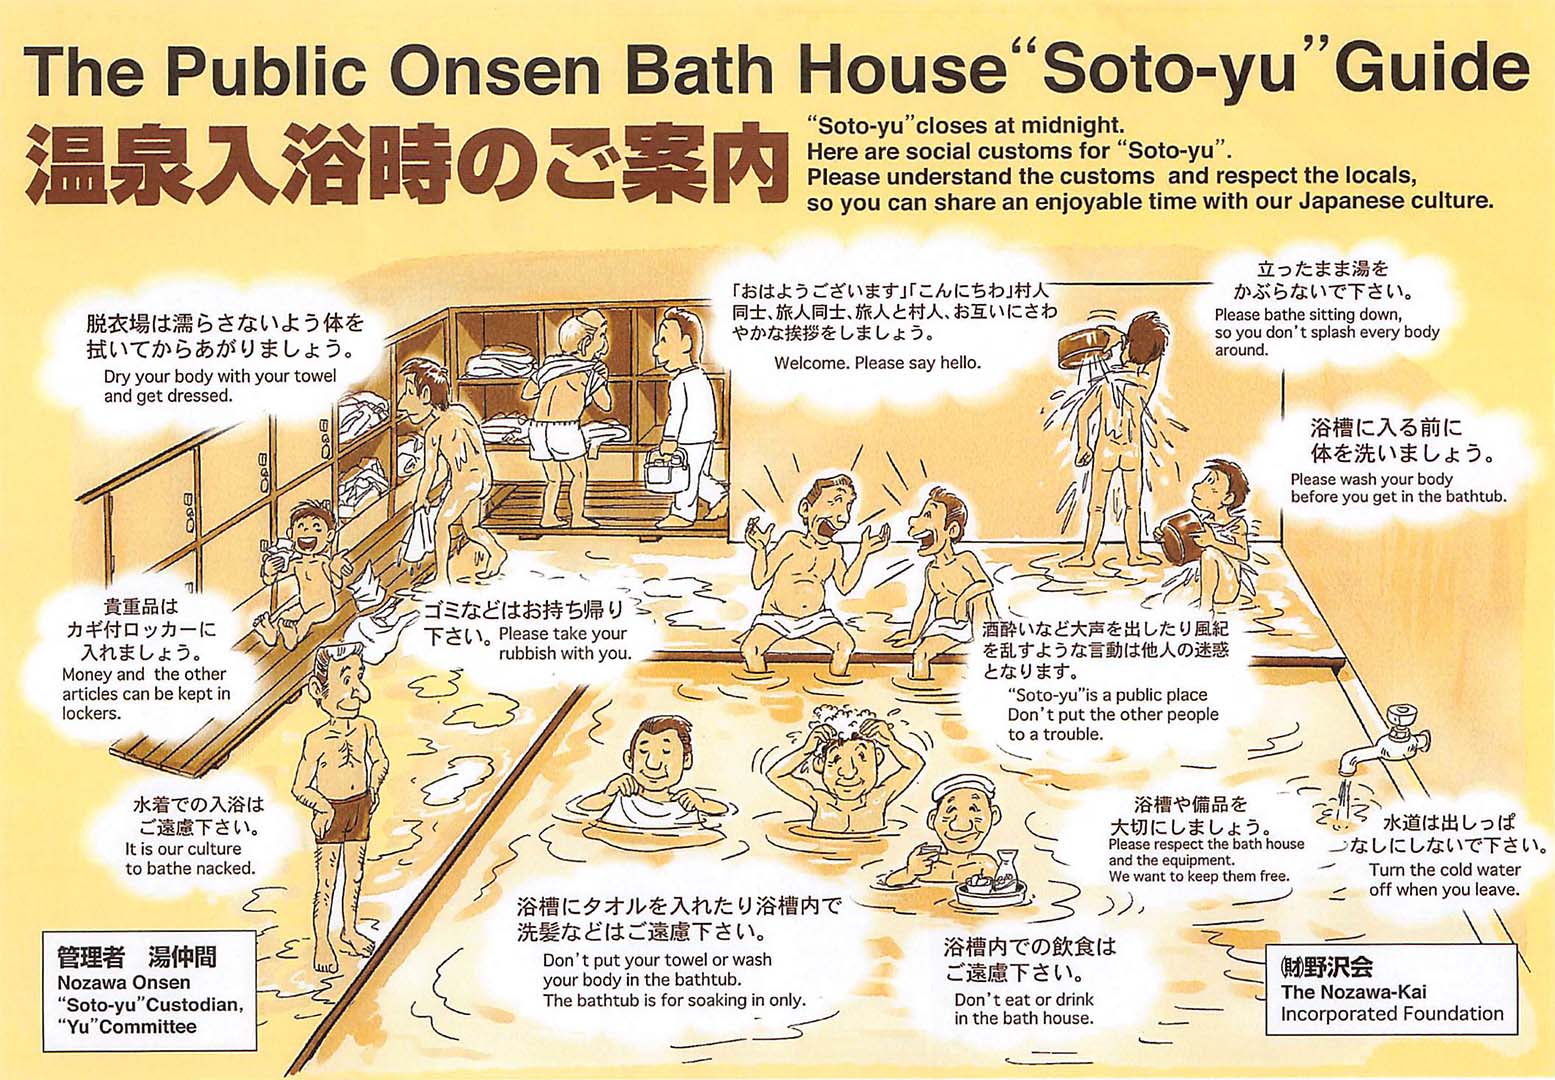 The Public Onsen Bath House “Soto-yu” Guide
温泉入浴時のご案内
“Soto-yu”closes at midnight.
Here are social customs for “Soto-yu”.
Please understand the customs and respect the locals,
so you can share an enjoyable time with our Japanese culture.
脱衣場は濡らさないよう体を
拭いてからあがりましょう。
Dry your body with your towel
and get dressed.
「おはようございます」「こんにちわ」村人
同士、旅人同士、旅人と村人、お互いにさわ
やかな挨拶をしましょう。
Welcome. Please say hello.
立ったまま湯を
かぶらないで下さい。
Please bathe sitting down,
so you don’t splash every body
around.
浴槽に入る前に
体を洗いましょう。
Please wash your body
before you get in the bathtub.
貴重品は
カギ付ロッカーに
入れましょう。
Money and the other
articles can be kept in
lockers.
ゴミなどはお持ち帰り
下さい。Please take your
rubbish with you.
酒酔いなど大声を出したり風紀
を乱すような言動は他人の迷惑
となります。
“Soto-yu”is a public place
Don’t put the other people
to a trouble.
水着での入浴は
ご遠慮下さい。
It is our culture
to bathe nacked.
浴槽や備品を
大切にしましょう。
Please respect the bath house
and the equipment.
We want to keep them free.
水道は出しっぱ
なしにしないで下さい。
Turn the cold water
off when you leave.
浴槽にタオルを入れたり浴槽内で
洗髪などはご遠慮下さい。
Don’t put your towel or wash
your body in the bathtub.
The bathtub is for soaking in only.
浴槽内での飲食は
ご遠慮下さい。
Don’t eat or drink
in the bath house.
管理者　湯仲間
Nozawa Onsen
“Soto-yu”Custodian,
“Yu”Committee
㈶野沢会
The Nozawa-Kai
Incorporated Foundation